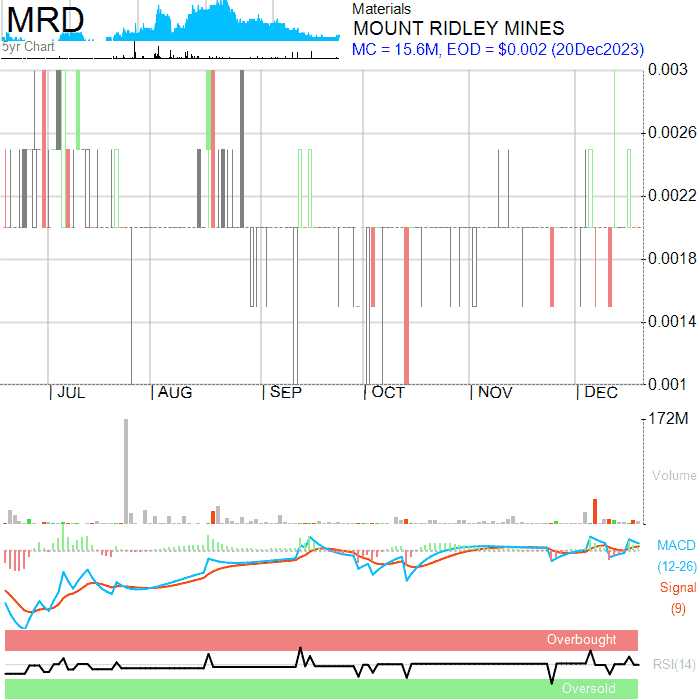 MRD
5yr Chart
Materials
MOUNT RIDLEY MINES
MC = 15.6M, EOD = $0.002 (20Dec2023)
0.003
0.0026
0.0022
0.0018
0.0014
0.001
JUL AUG SEP OCT NOV DEC
172M
Volume
MACD
(12-26)
Signal
(9)
Overbought
RSI(14)
Oversold